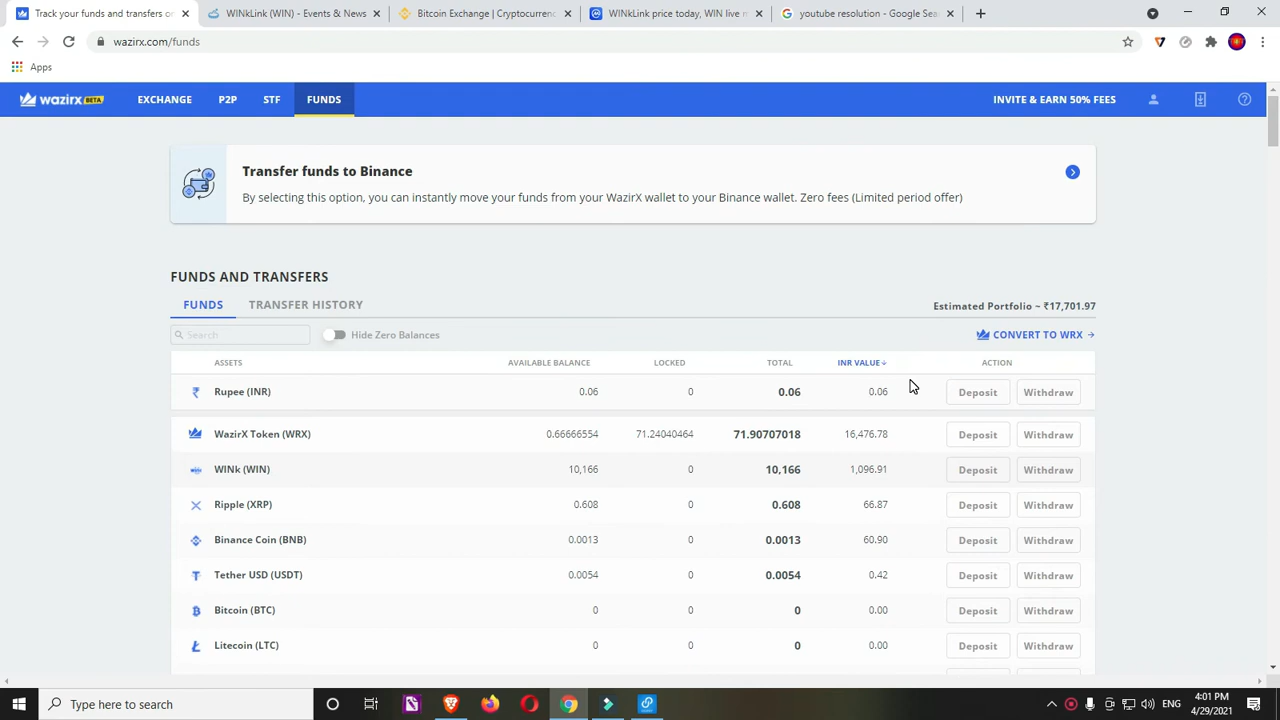 Track your funds and transfers on
WINkLink (WIN) - Events & News
Bitcoin Exchange | Cryptocurrenc
WINkLink price today, WIN live m
youtube resolution - Google Sea
wazirx.com/funds
Apps
wazirx BETA
EXCHANGE
P2P
STF
FUNDS
INVITE & EARN 50% FEES
Transfer funds to Binance
By selecting this option, you can instantly move your funds from your WazirX wallet to your Binance wallet. Zero fees (Limited period offer)
FUNDS AND TRANSFERS
FUNDS TRANSFER HISTORY Estimated Portfolio ~ ₹17,701.97
Search Hide Zero Balances CONVERT TO WRX
ASSETS AVAILABLE BALANCE LOCKED TOTAL INR VALUE ACTION
Rupee (INR) 0.06 0 0.06 0.06 Deposit Withdraw
WazirX Token (WRX) 0.66666554 71.24040464 71.90707018 16,476.78 Deposit Withdraw
WINk (WIN) 10,166 0 10,166 1,096.91 Deposit Withdraw
Ripple (XRP) 0.608 0 0.608 66.87 Deposit Withdraw
Binance Coin (BNB) 0.0013 0 0.0013 60.90 Deposit Withdraw
Tether USD (USDT) 0.0054 0 0.0054 0.42 Deposit Withdraw
Bitcoin (BTC) 0 0 0 0.00 Deposit Withdraw
Litecoin (LTC) 0 0 0 0.00 Deposit Withdraw
Type here to search
ENG
4:01 PM
4/29/2021